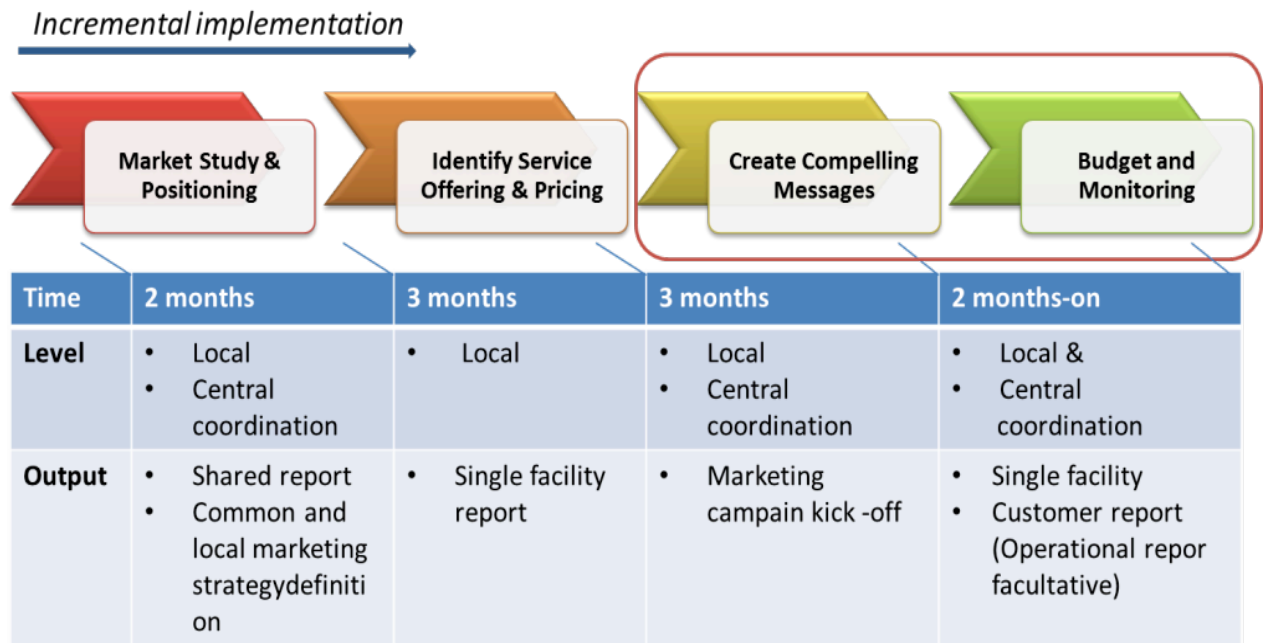 Incremental implementation
Market Study &
Positioning
Identify Service
Offering & Pricing
Create Compelling
Messages
Budget and
Monitoring
Time
2 months
3 months
3 months
2 months-on
Level
• Local
• Central
coordination
• Local
• Local
• Central
coordination
• Local &
• Central
coordination
Output
• Shared report
• Common and
local marketing
strategydefiniti
on
• Single facility
report
• Marketing
campain kick -off
• Single facility
• Customer report
(Operational repor
facultative)